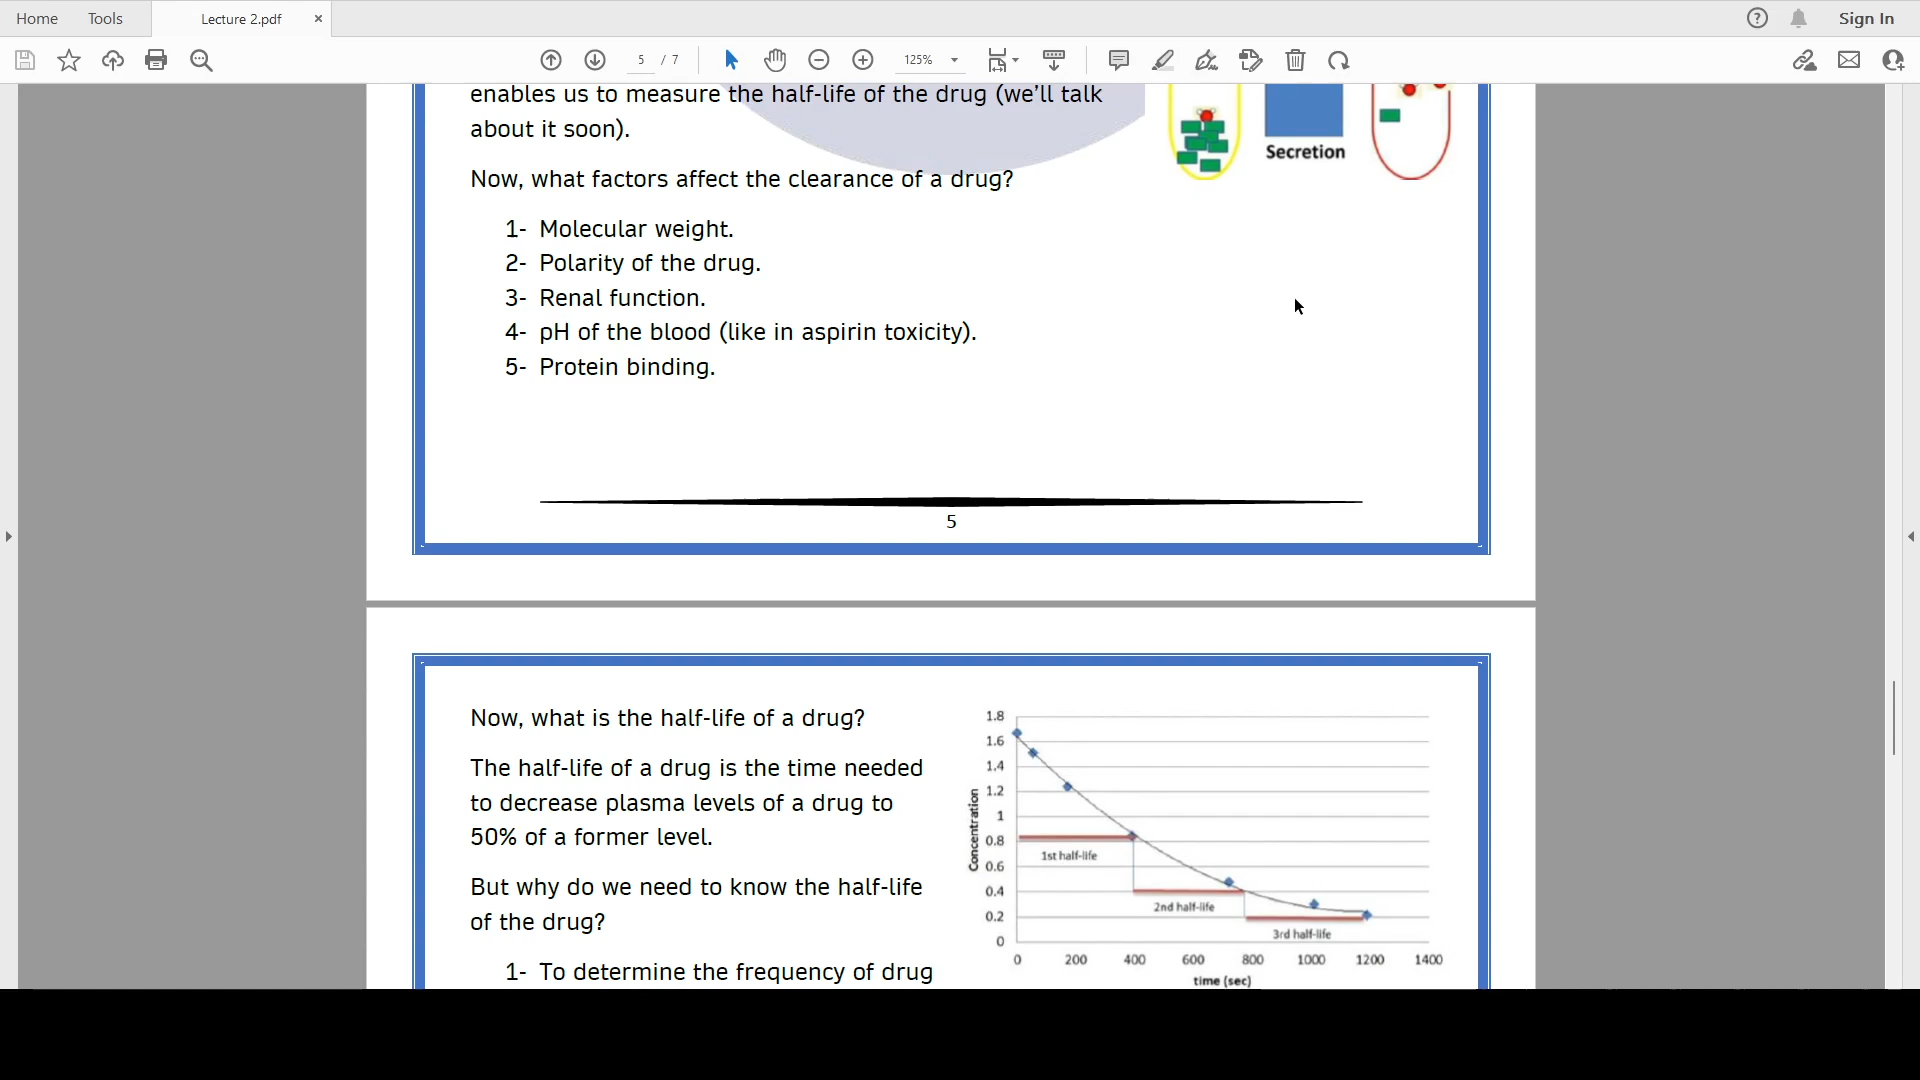 Home Tools Lecture 2.pdf × Sign In
5 / 7 125%
enables us to measure the half-life of the drug (we'll talk
about it soon).
Secretion
Now, what factors affect the clearance of a drug?
1- Molecular weight.
2- Polarity of the drug.
3- Renal function.
4- pH of the blood (like in aspirin toxicity).
5- Protein binding.
5
Now, what is the half-life of a drug?
The half-life of a drug is the time needed
to decrease plasma levels of a drug to
50% of a former level.
But why do we need to know the half-life
of the drug?
1- To determine the frequency of drug
Concentration
1.8
1.6
1.4
1.2
1
0.8
0.6
0.4
0.2
0
1st half-life
2nd half-life
3rd half-life
0 200 400 600 800 1000 1200 1400
time (sec)